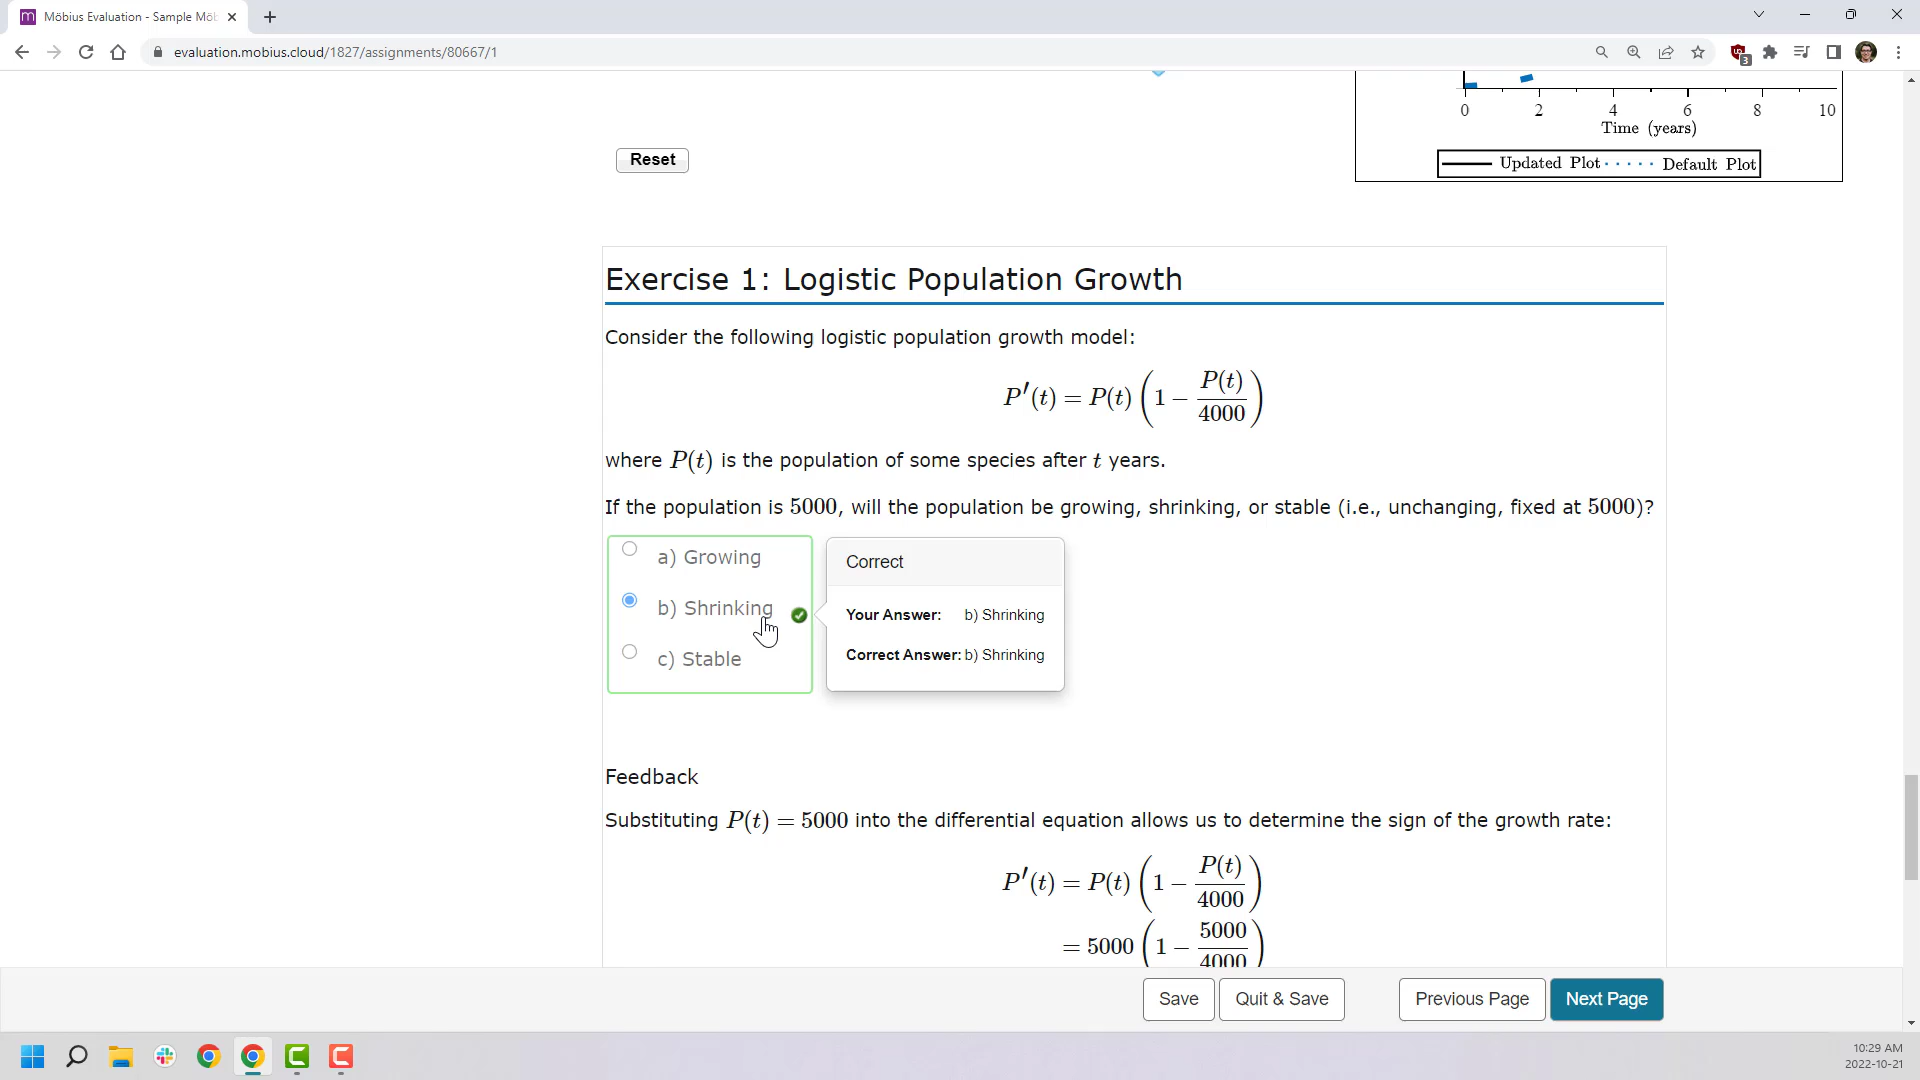 Möbius Evaluation - Sample Möb
evaluation.mobius.cloud/1827/assignments/80667/1
3
0 2 4 6 8 10
Time (years)
Updated Plot Default Plot
Reset
Exercise 1: Logistic Population Growth
Consider the following logistic population growth model:
P′(t) = P(t) (1 − P(t)/4000)
where P(t) is the population of some species after t years.
If the population is 5000, will the population be growing, shrinking, or stable (i.e., unchanging, fixed at 5000)?
a) Growing
b) Shrinking
c) Stable
Correct
Your Answer: b) Shrinking
Correct Answer: b) Shrinking
Feedback
Substituting P(t) = 5000 into the differential equation allows us to determine the sign of the growth rate:
P′(t) = P(t) (1 − P(t)/4000)
= 5000 (1 − 5000/4000)
Save Quit & Save Previous Page Next Page
10:29 AM
2022-10-21